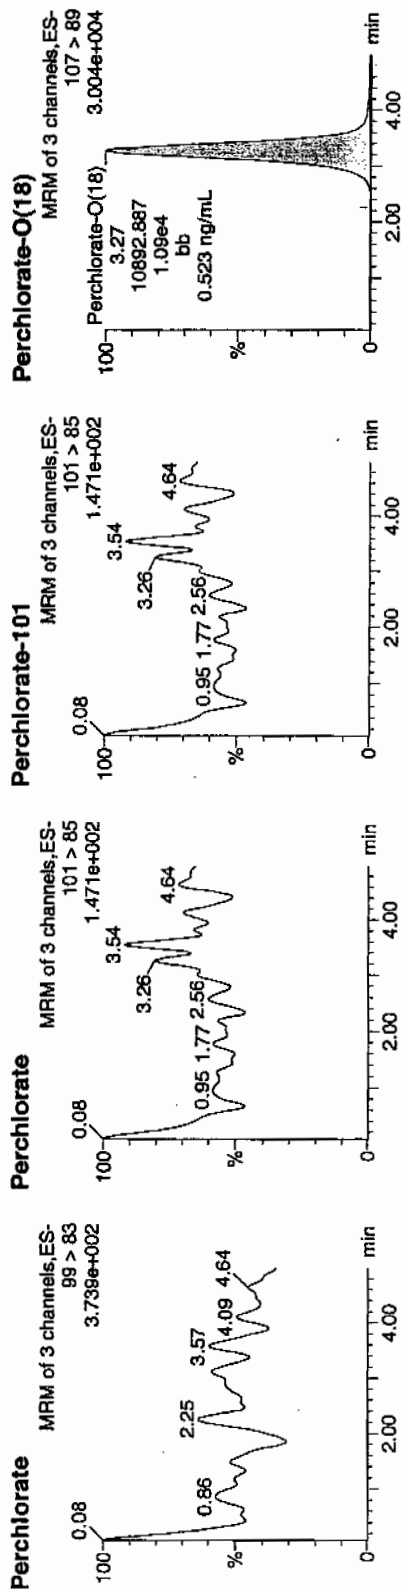 Perchlorate
MRM of 3 channels,ES-
99 > 83
3.739e+002
0.08
100
%
0
0.86
2.25
3.57
4.09
4.64
2.00
4.00
min
Perchlorate
MRM of 3 channels,ES-
101 > 85
1.471e+002
0.08
100
%
0
0.95
1.77
2.56
3.26
3.54
4.64
2.00
4.00
min
Perchlorate-101
MRM of 3 channels,ES-
101 > 85
1.471e+002
0.08
100
%
0
0.95
1.77
2.56
3.26
3.54
4.64
2.00
4.00
min
Perchlorate-O(18)
MRM of 3 channels,ES-
107 > 89
3.004e+004
Perchlorate-O(18)
3.27
10892.887
1.09e4
bb
0.523 ng/mL
100
%
0
2.00
4.00
min